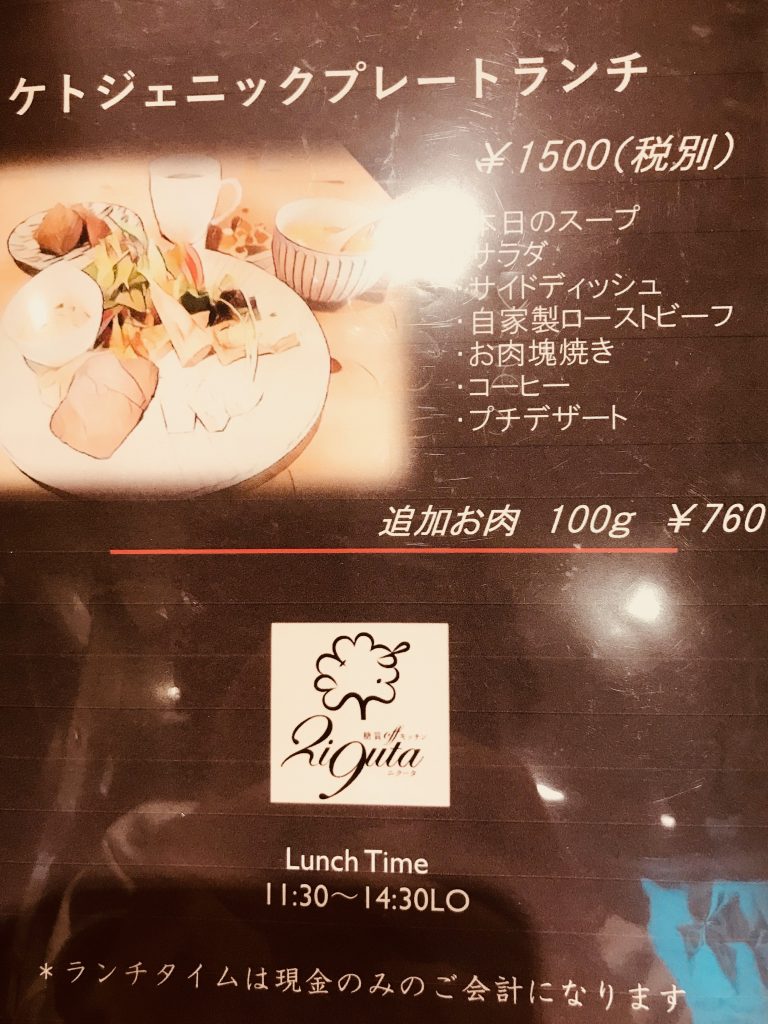 ケトジェニックプレートランチ
￥1500（税別）
本日のスープ
サラダ
・サイドディッシュ
・自家製ローストビーフ
・お肉塊焼き
・コーヒー
・プチデザート
追加お肉 100g ￥760
糖質offキッチン
2i9uta
ニクータ
Lunch Time
11:30～14:30LO
＊ランチタイムは現金のみのご会計になります